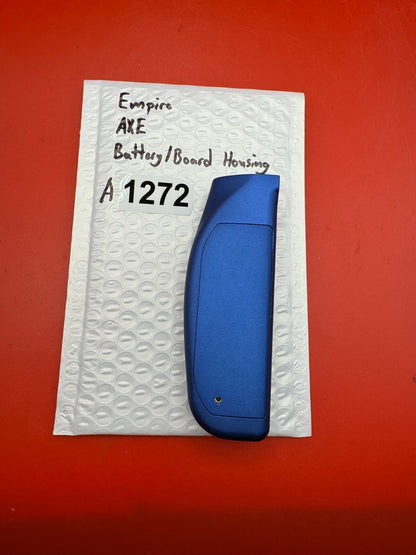 Empire
AXE
Battery/Board Housing
A 1272